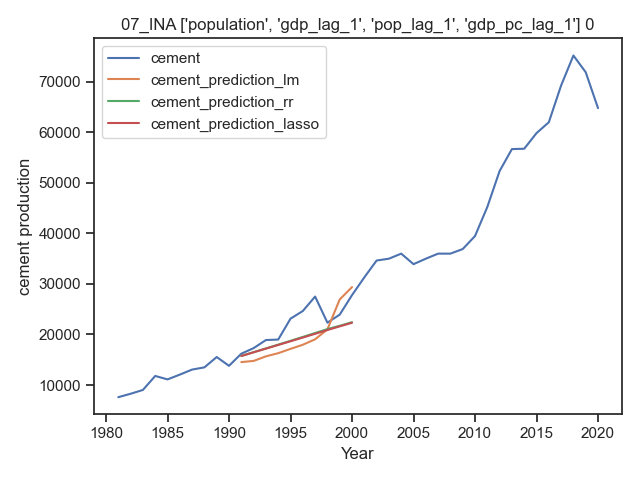 07_INA ['population', 'gdp_lag_1', 'pop_lag_1', 'gdp_pc_lag_1'] 0
cement
cement_prediction_lm
cement_prediction_rr
cement_prediction_lasso
cement production
70000
60000
50000
40000
30000
20000
10000
1980 1985 1990 1995 2000 2005 2010 2015 2020
Year